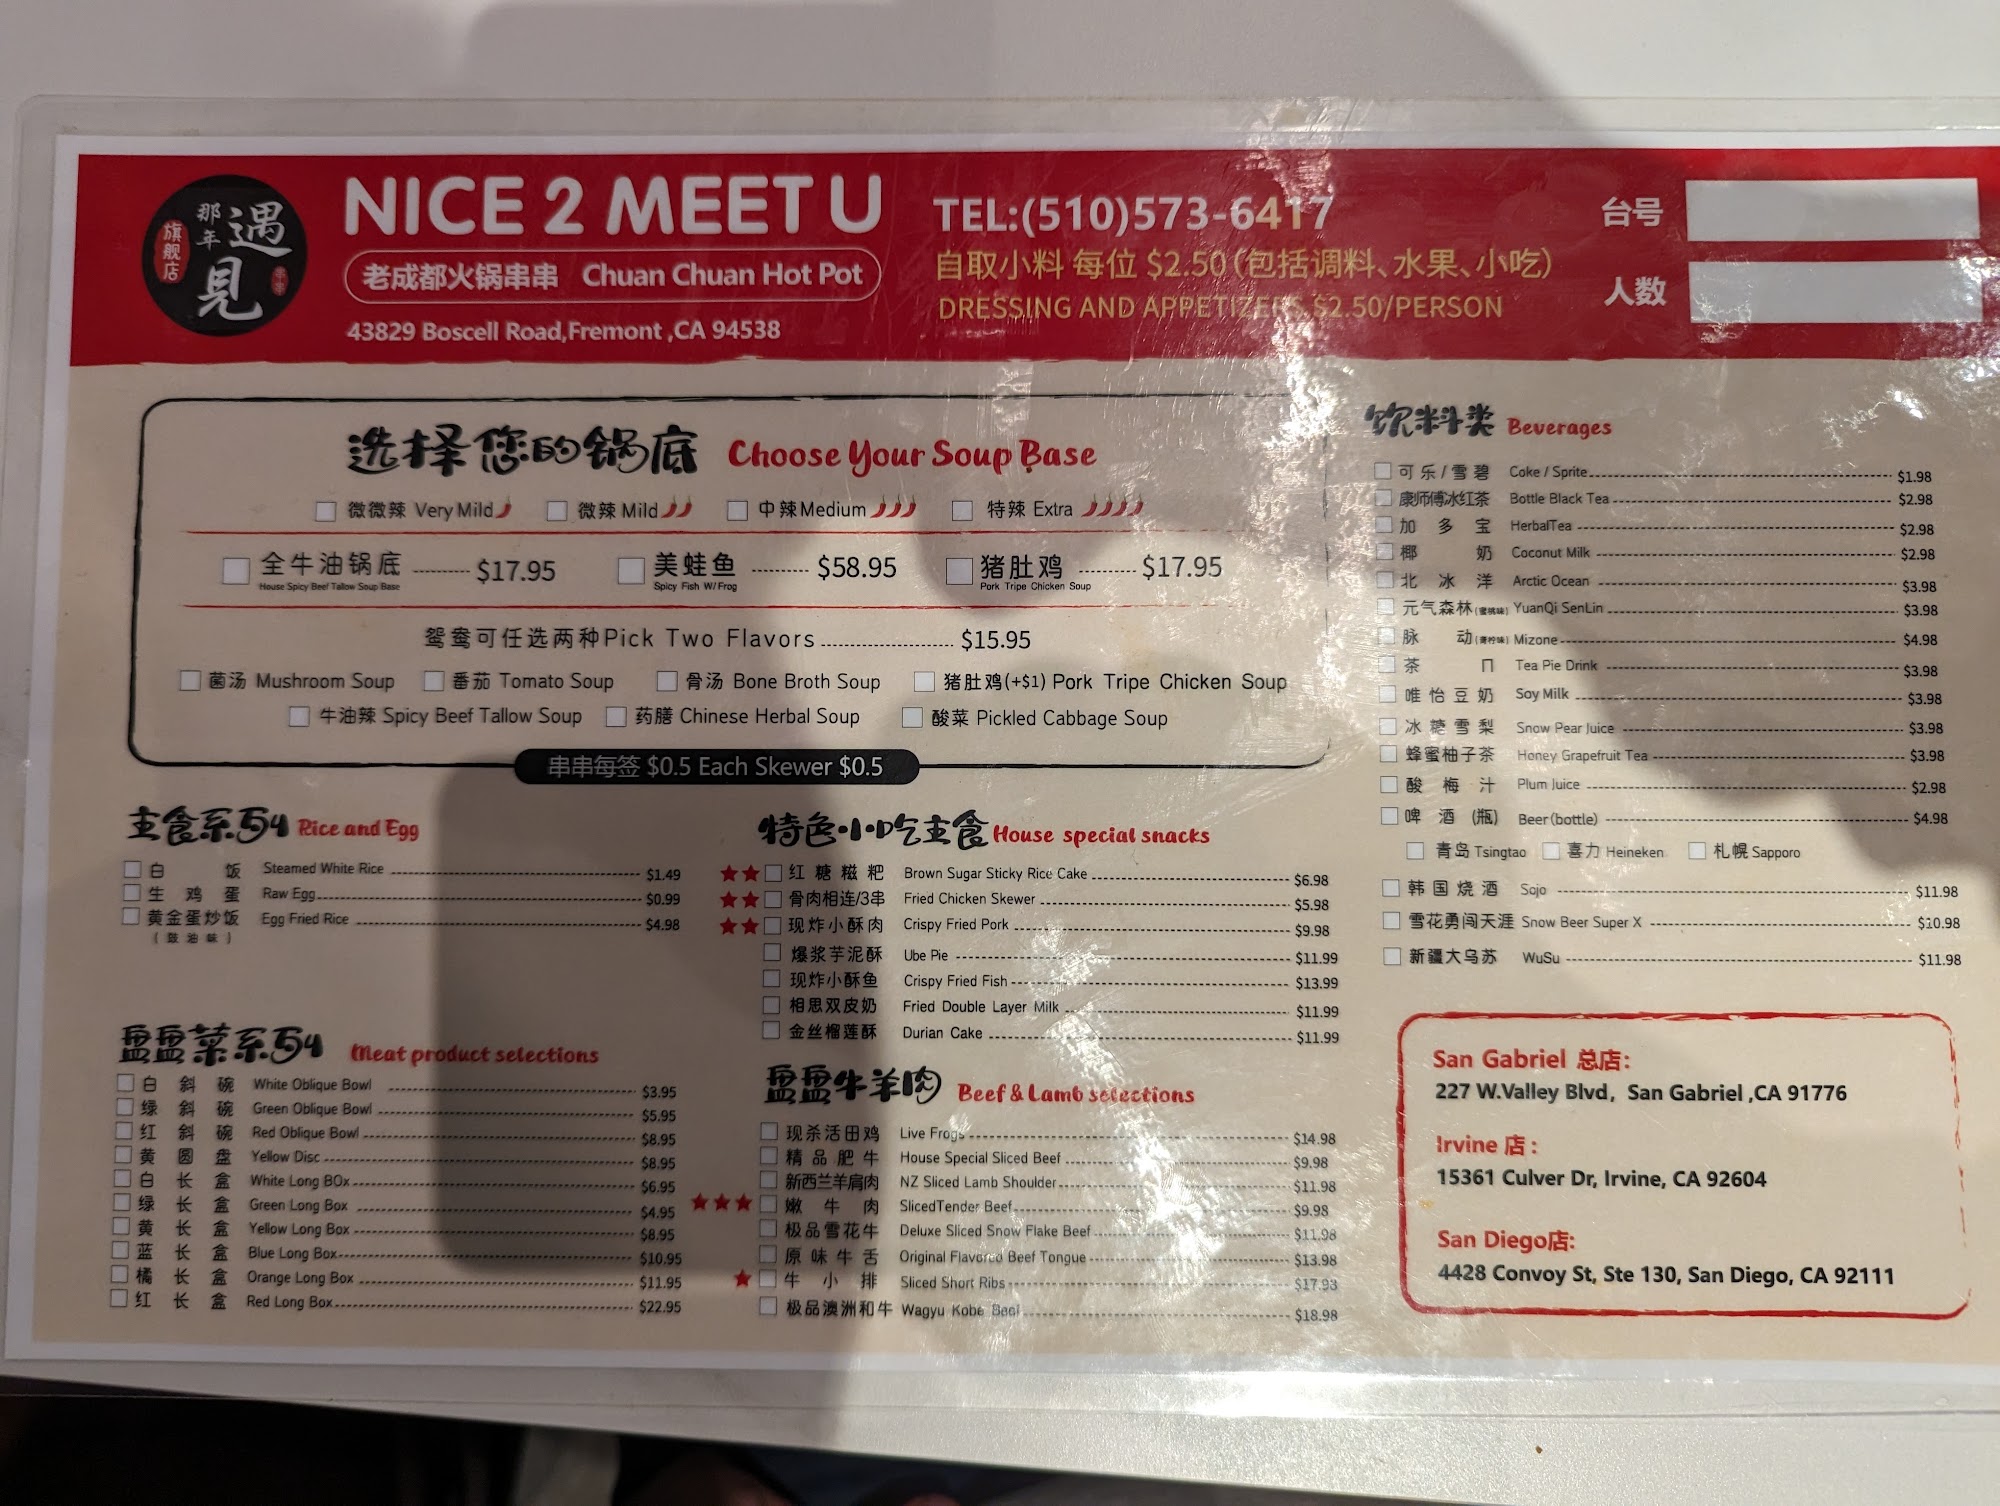 那年
遇見
旗舰店
串串
NICE 2 MEET U
老成都火锅串串 Chuan Chuan Hot Pot
43829 Boscell Road,Fremont ,CA 94538
TEL:(510)573-6417
自取小料 每位 $2.50(包括调料、水果、小吃)
DRESSING AND APPETIZERS $2.50/PERSON
台号
人数
选择您的锅底 Choose Your Soup Base
微微辣 Very Mild 微辣 Mild 中辣Medium 特辣 Extra
全牛油锅底 $17.95 美蛙鱼 $58.95 猪肚鸡 $17.95
House Spicy Beef Tallow Soup Base Spicy Fish W/Frog Pork Tripe Chicken Soup
鸳鸯可任选两种Pick Two Flavors $15.95
菌汤 Mushroom Soup 番茄 Tomato Soup 骨汤 Bone Broth Soup 猪肚鸡(+$1) Pork Tripe Chicken Soup
牛油辣 Spicy Beef Tallow Soup 药膳 Chinese Herbal Soup 酸菜 Pickled Cabbage Soup
串串每签 $0.5 Each Skewer $0.5
主食系列 Rice and Egg
白饭 Steamed White Rice $1.49
生鸡蛋 Raw Egg $0.99
黄金蛋炒饭 Egg Fried Rice $4.98
(豉油味)
盘盘菜系列 Meat product selections
白斜碗 White Oblique Bowl $3.95
绿斜碗 Green Oblique Bowl $5.95
红斜碗 Red Oblique Bowl $8.95
黄圆盘 Yellow Disc $8.95
白长盒 White Long BOx $6.95
绿长盒 Green Long Box $4.95
黄长盒 Yellow Long Box $8.95
蓝长盒 Blue Long Box $10.95
橘长盒 Orange Long Box $11.95
红长盒 Red Long Box $22.95
特色小吃主食 House special snacks
红糖糍粑 Brown Sugar Sticky Rice Cake $6.98
骨肉相连/3串 Fried Chicken Skewer $5.98
现炸小酥肉 Crispy Fried Pork $9.98
爆浆芋泥酥 Ube Pie $11.99
现炸小酥鱼 Crispy Fried Fish $13.99
相思双皮奶 Fried Double Layer Milk $11.99
金丝榴莲酥 Durian Cake $11.99
盘盘牛羊肉 Beef & Lamb selections
现杀活田鸡 Live Frogs $14.98
精品肥牛 House Special Sliced Beef $9.98
新西兰羊肩肉 NZ Sliced Lamb Shoulder $11.98
嫩牛肉 SlicedTender Beef $9.98
极品雪花牛 Deluxe Sliced Snow Flake Beef $11.98
原味牛舌 Original Flavored Beef Tongue $13.98
牛小排 Sliced Short Ribs $17.93
极品澳洲和牛 Wagyu Kobe Beef $18.98
饮料类 Beverages
可乐/雪碧 Coke / Sprite $1.98
康师傅冰红茶 Bottle Black Tea $2.98
加多宝 HerbalTea $2.98
椰奶 Coconut Milk $2.98
北冰洋 Arctic Ocean $3.98
元气森林(蜜桃味) YuanQi SenLin $3.98
脉动(青柠味) Mizone $4.98
茶π Tea Pie Drink $3.98
唯怡豆奶 Soy Milk $3.98
冰糖雪梨 Snow Pear Juice $3.98
蜂蜜柚子茶 Honey Grapefruit Tea $3.98
酸梅汁 Plum Juice $2.98
啤酒(瓶) Beer(bottle) $4.98
青岛 Tsingtao 喜力 Heineken 札幌 Sapporo
韩国烧酒 Sojo $11.98
雪花勇闯天涯 Snow Beer Super X $10.98
新疆大乌苏 WuSu $11.98
San Gabriel 总店:
227 W.Valley Blvd, San Gabriel ,CA 91776
Irvine 店:
15361 Culver Dr, Irvine, CA 92604
San Diego店:
4428 Convoy St, Ste 130, San Diego, CA 92111